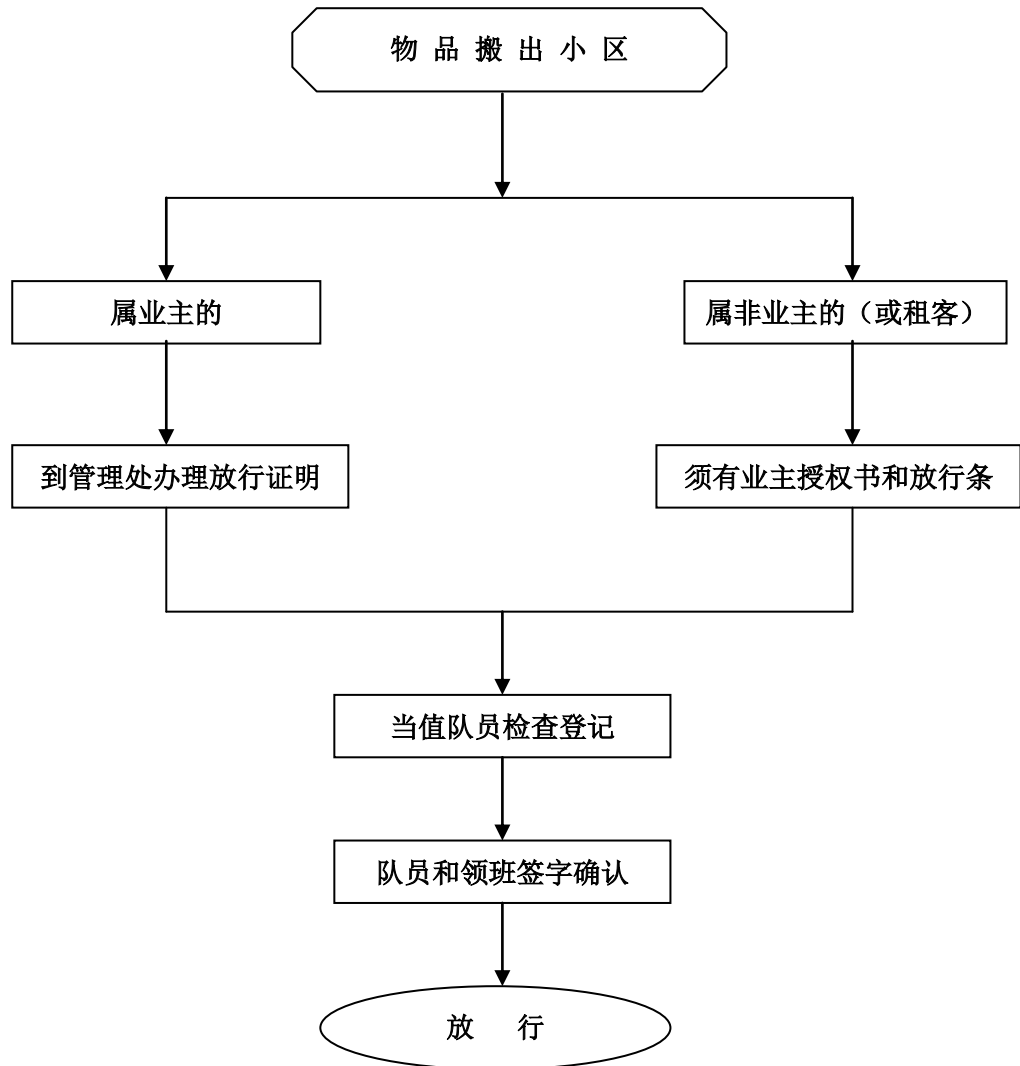 物 品 搬 出 小 区
属业主的
属非业主的（或租客）
到管理处办理放行证明
须有业主授权书和放行条
当值队员检查登记
队员和领班签字确认
放 行